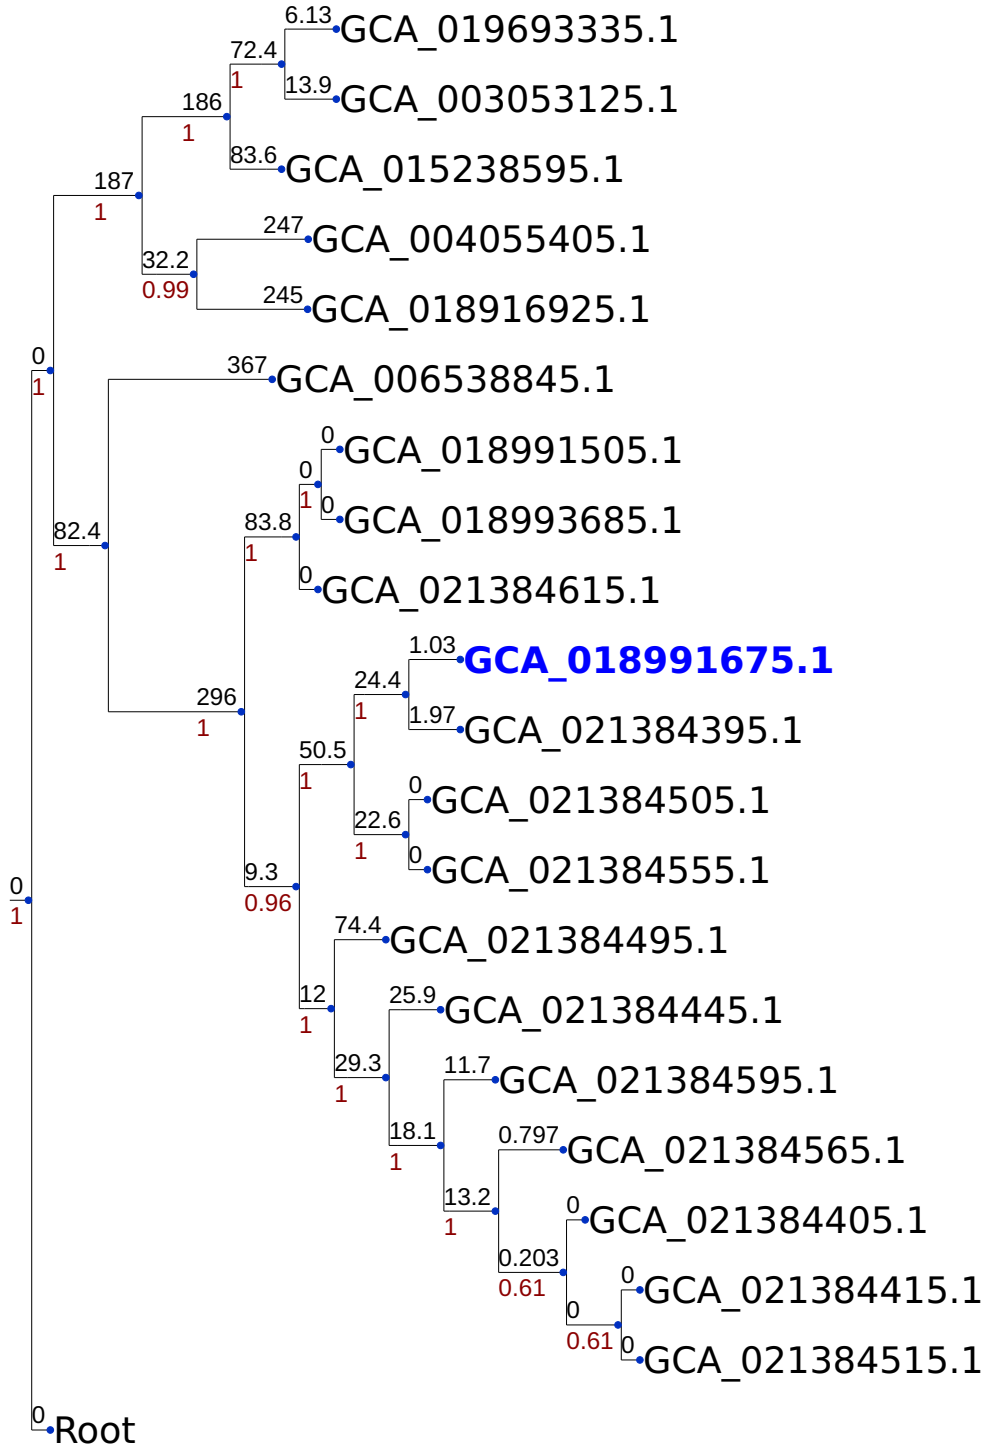 6.13
GCA_019693335.1
72.4
1
13.9
GCA_003053125.1
186
1
83.6
GCA_015238595.1
187
1
247
GCA_004055405.1
32.2
0.99
245
GCA_018916925.1
0
1
367
GCA_006538845.1
0
GCA_018991505.1
0
1
0
GCA_018993685.1
83.8
1
0
GCA_021384615.1
82.4
1
1.03
GCA_018991675.1
24.4
1
1.97
GCA_021384395.1
296
1
50.5
1
0
GCA_021384505.1
22.6
1
0
GCA_021384555.1
9.3
0.96
0
1
74.4
GCA_021384495.1
12
1
25.9
GCA_021384445.1
29.3
1
11.7
GCA_021384595.1
18.1
1
0.797
GCA_021384565.1
13.2
1
0
GCA_021384405.1
0.203
0.61
0
GCA_021384415.1
0
0.61
0
GCA_021384515.1
0
Root